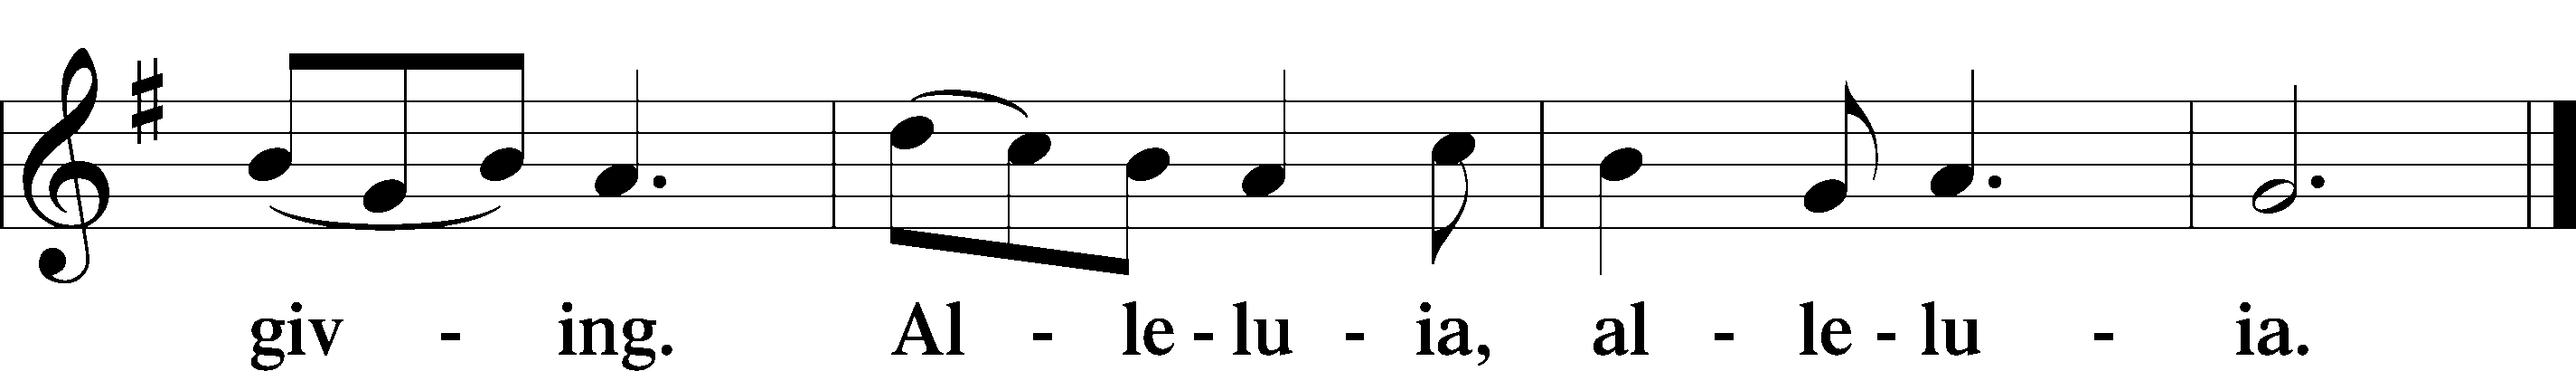 giv - ing. Al - le - lu - ia, al - le - lu - ia.